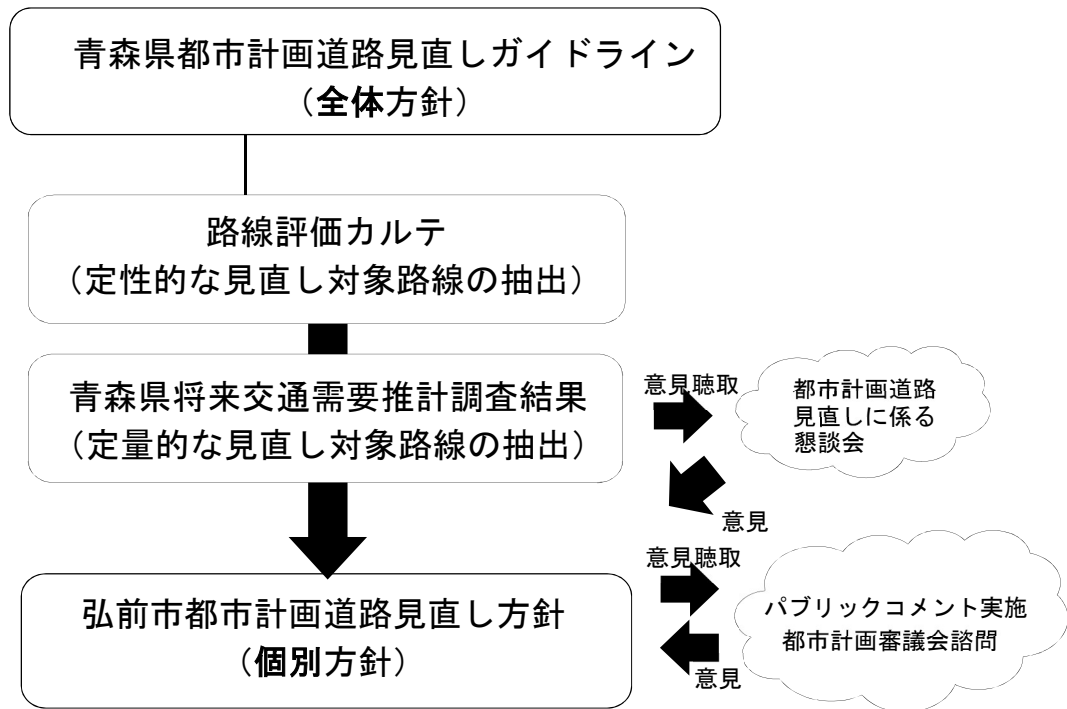 青森県都市計画道路見直しガイドライン
（全体方針）
路線評価カルテ
（定性的な見直し対象路線の抽出）
青森県将来交通需要推計調査結果
（定量的な見直し対象路線の抽出）
意見聴取
都市計画道路
見直しに係る
懇談会
意見
意見聴取
弘前市都市計画道路見直し方針
（個別方針）
パブリックコメント実施
都市計画審議会諮問
意見